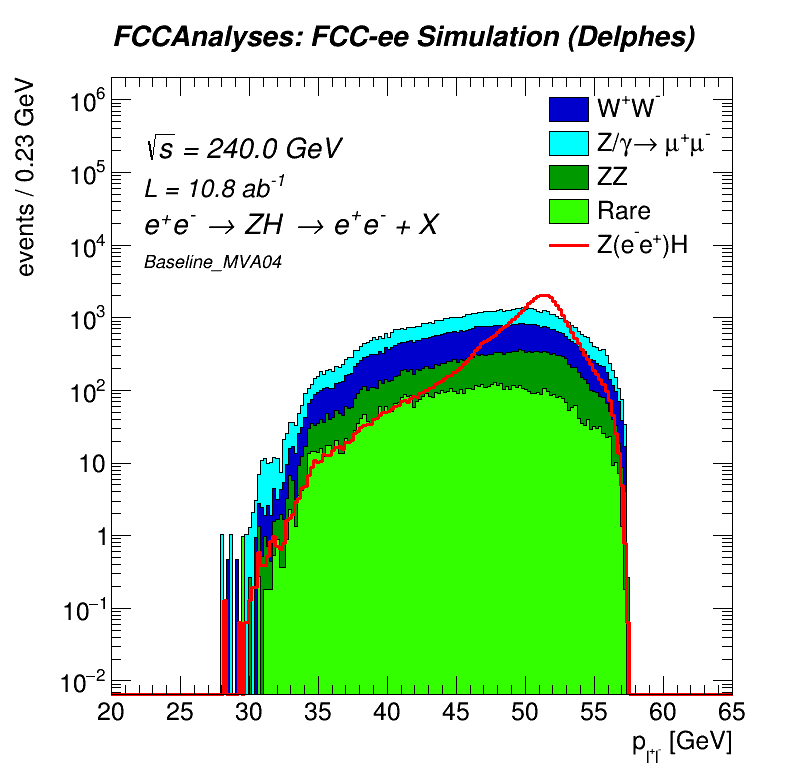 FCCAnalyses: FCC-ee Simulation (Delphes)
events / 0.23 GeV
10⁶
10⁵
10⁴
10³
10²
10
1
10⁻¹
10⁻²
√s = 240.0 GeV
L = 10.8 ab⁻¹
e⁺e⁻ → ZH → e⁺e⁻ + X
Baseline_MVA04
W⁺W⁻
Z/γ→ μ⁺μ⁻
ZZ
Rare
Z(e⁻e⁺)H
20 25 30 35 40 45 50 55 60 65
p_l⁺l⁻ [GeV]